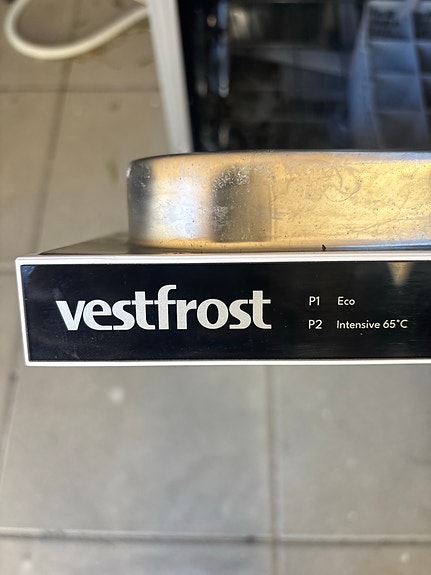 vestfrost
P1 Eco
P2 Intensive 65°C